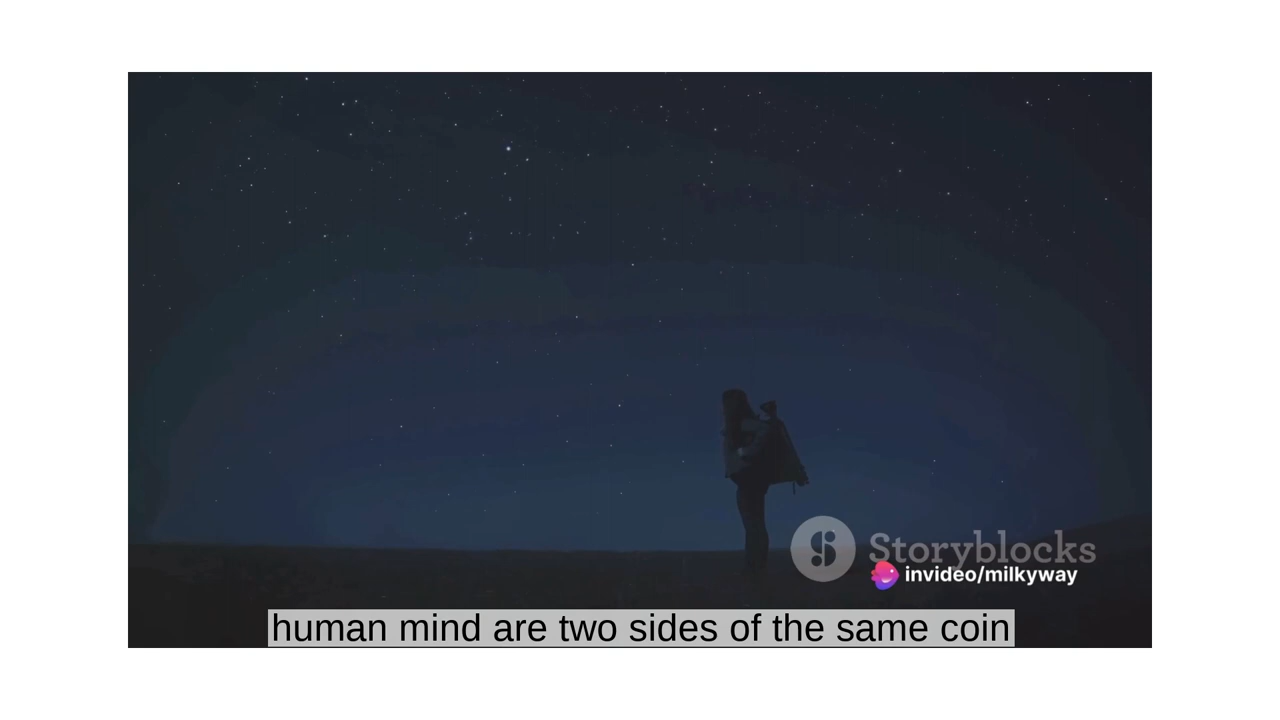 Storyblocks
invideo/milkyway
human mind are two sides of the same coin